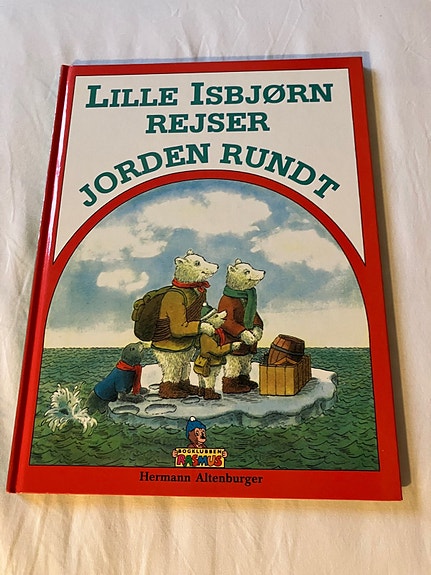 LILLE ISBJØRN
REJSER
JORDEN RUNDT
BOGKLUBBEN
RASMUS
Hermann Altenburger